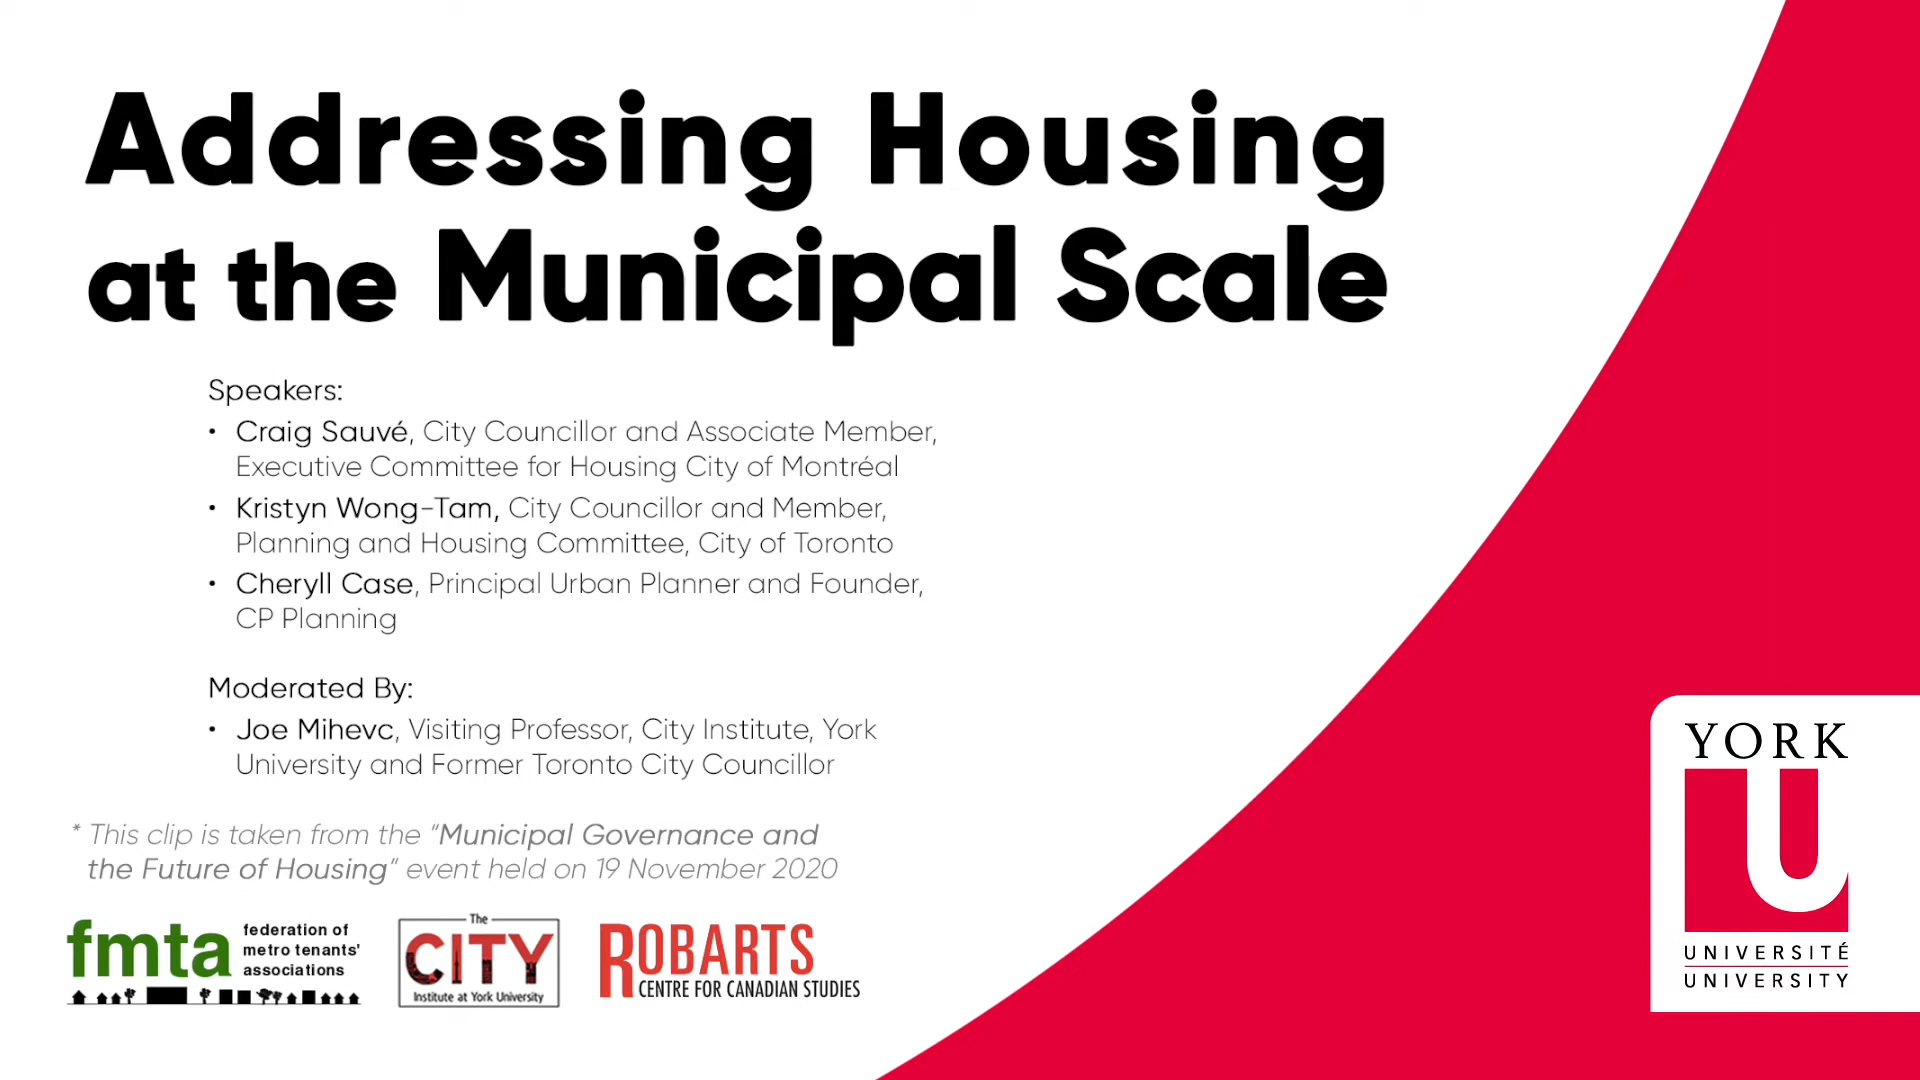 Addressing Housing
at the Municipal Scale
Speakers:
• Craig Sauvé, City Councillor and Associate Member,
Executive Committee for Housing City of Montréal
• Kristyn Wong-Tam, City Councillor and Member,
Planning and Housing Committee, City of Toronto
• Cheryll Case, Principal Urban Planner and Founder,
CP Planning
Moderated By:
• Joe Mihevc, Visiting Professor, City Institute, York
University and Former Toronto City Councillor
* This clip is taken from the "Municipal Governance and
the Future of Housing" event held on 19 November 2020
fmta
federation of
metro tenants'
associations
The
CITY
Institute at York University
ROBARTS
CENTRE FOR CANADIAN STUDIES
YORK
U
UNIVERSITÉ
UNIVERSITY